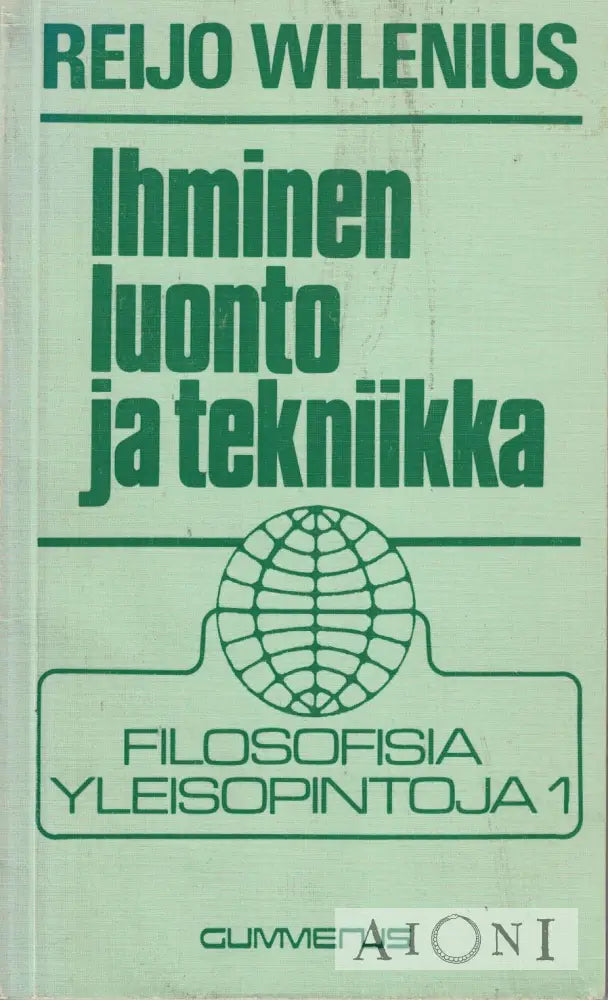 REIJO WILENIUS
Ihminen
luonto
ja tekniikka
FILOSOFISIA
YLEISOPINTOJA 1
GUMMERUS
AIONI